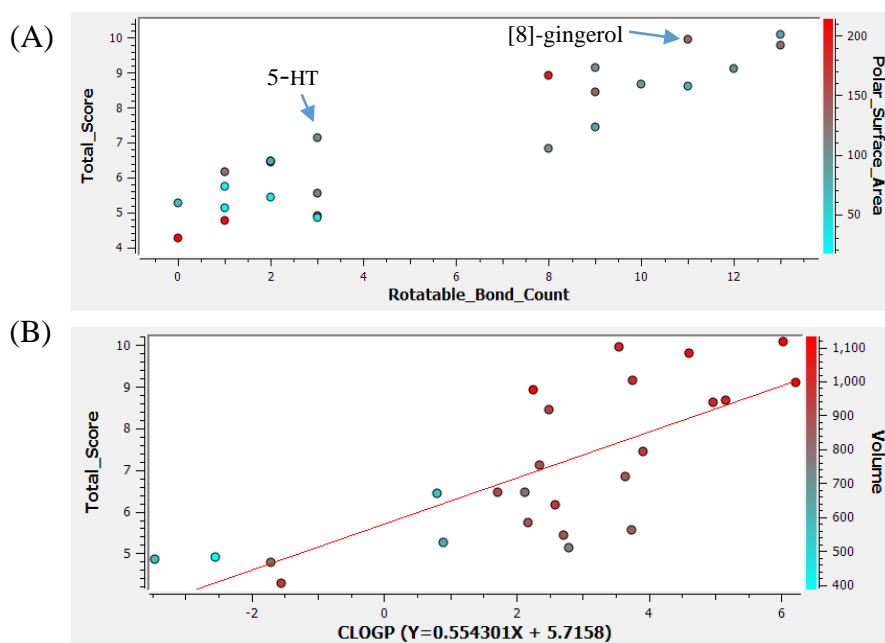 (A)
[8]-gingerol
5-HT
Total_Score
10
9
8
7
6
5
4
0 2 4 6 8 10 12
Rotatable_Bond_Count
200
150
100
50
Polar_Surface_Area
(B)
Total_Score
10
9
8
7
6
5
-2 0 2 4 6
CLOGP (Y=0.554301X + 5.7158)
1,100
1,000
900
800
700
600
500
400
Volume